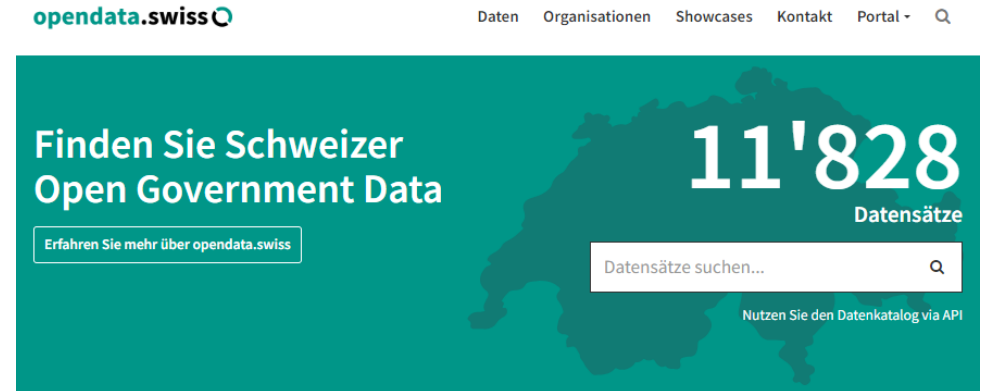 opendata.swiss
Daten Organisationen Showcases Kontakt Portal
Finden Sie Schweizer
Open Government Data
Erfahren Sie mehr über opendata.swiss
11'828
Datensätze
Datensätze suchen...
Nutzen Sie den Datenkatalog via API